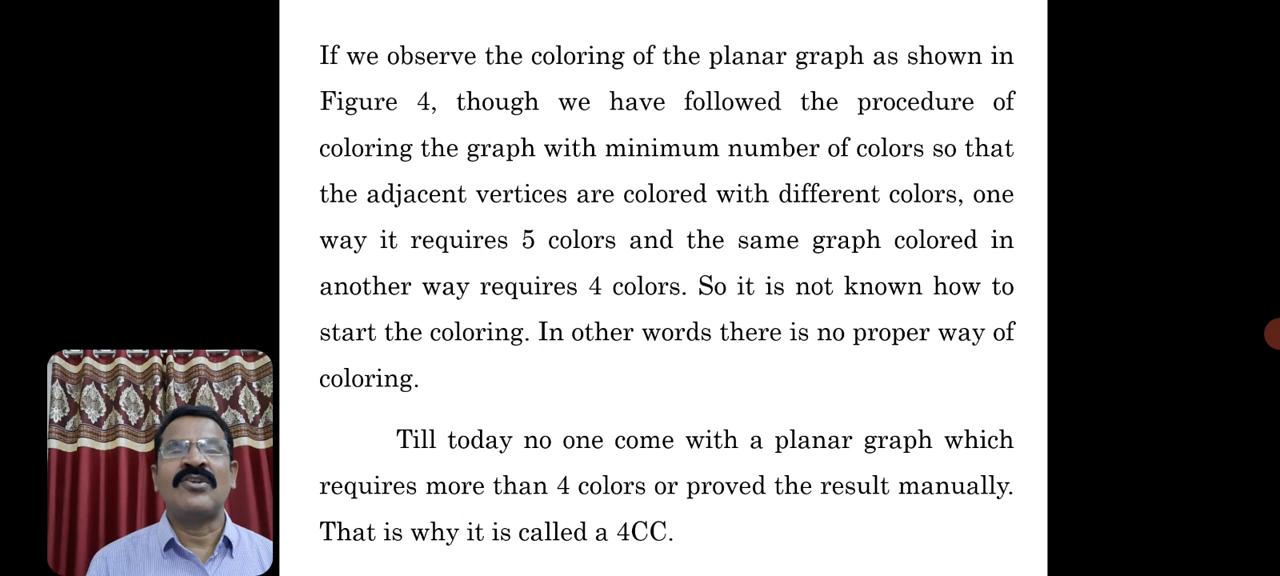 If we observe the coloring of the planar graph as shown in
Figure 4, though we have followed the procedure of
coloring the graph with minimum number of colors so that
the adjacent vertices are colored with different colors, one
way it requires 5 colors and the same graph colored in
another way requires 4 colors. So it is not known how to
start the coloring. In other words there is no proper way of
coloring.
Till today no one come with a planar graph which
requires more than 4 colors or proved the result manually.
That is why it is called a 4CC.